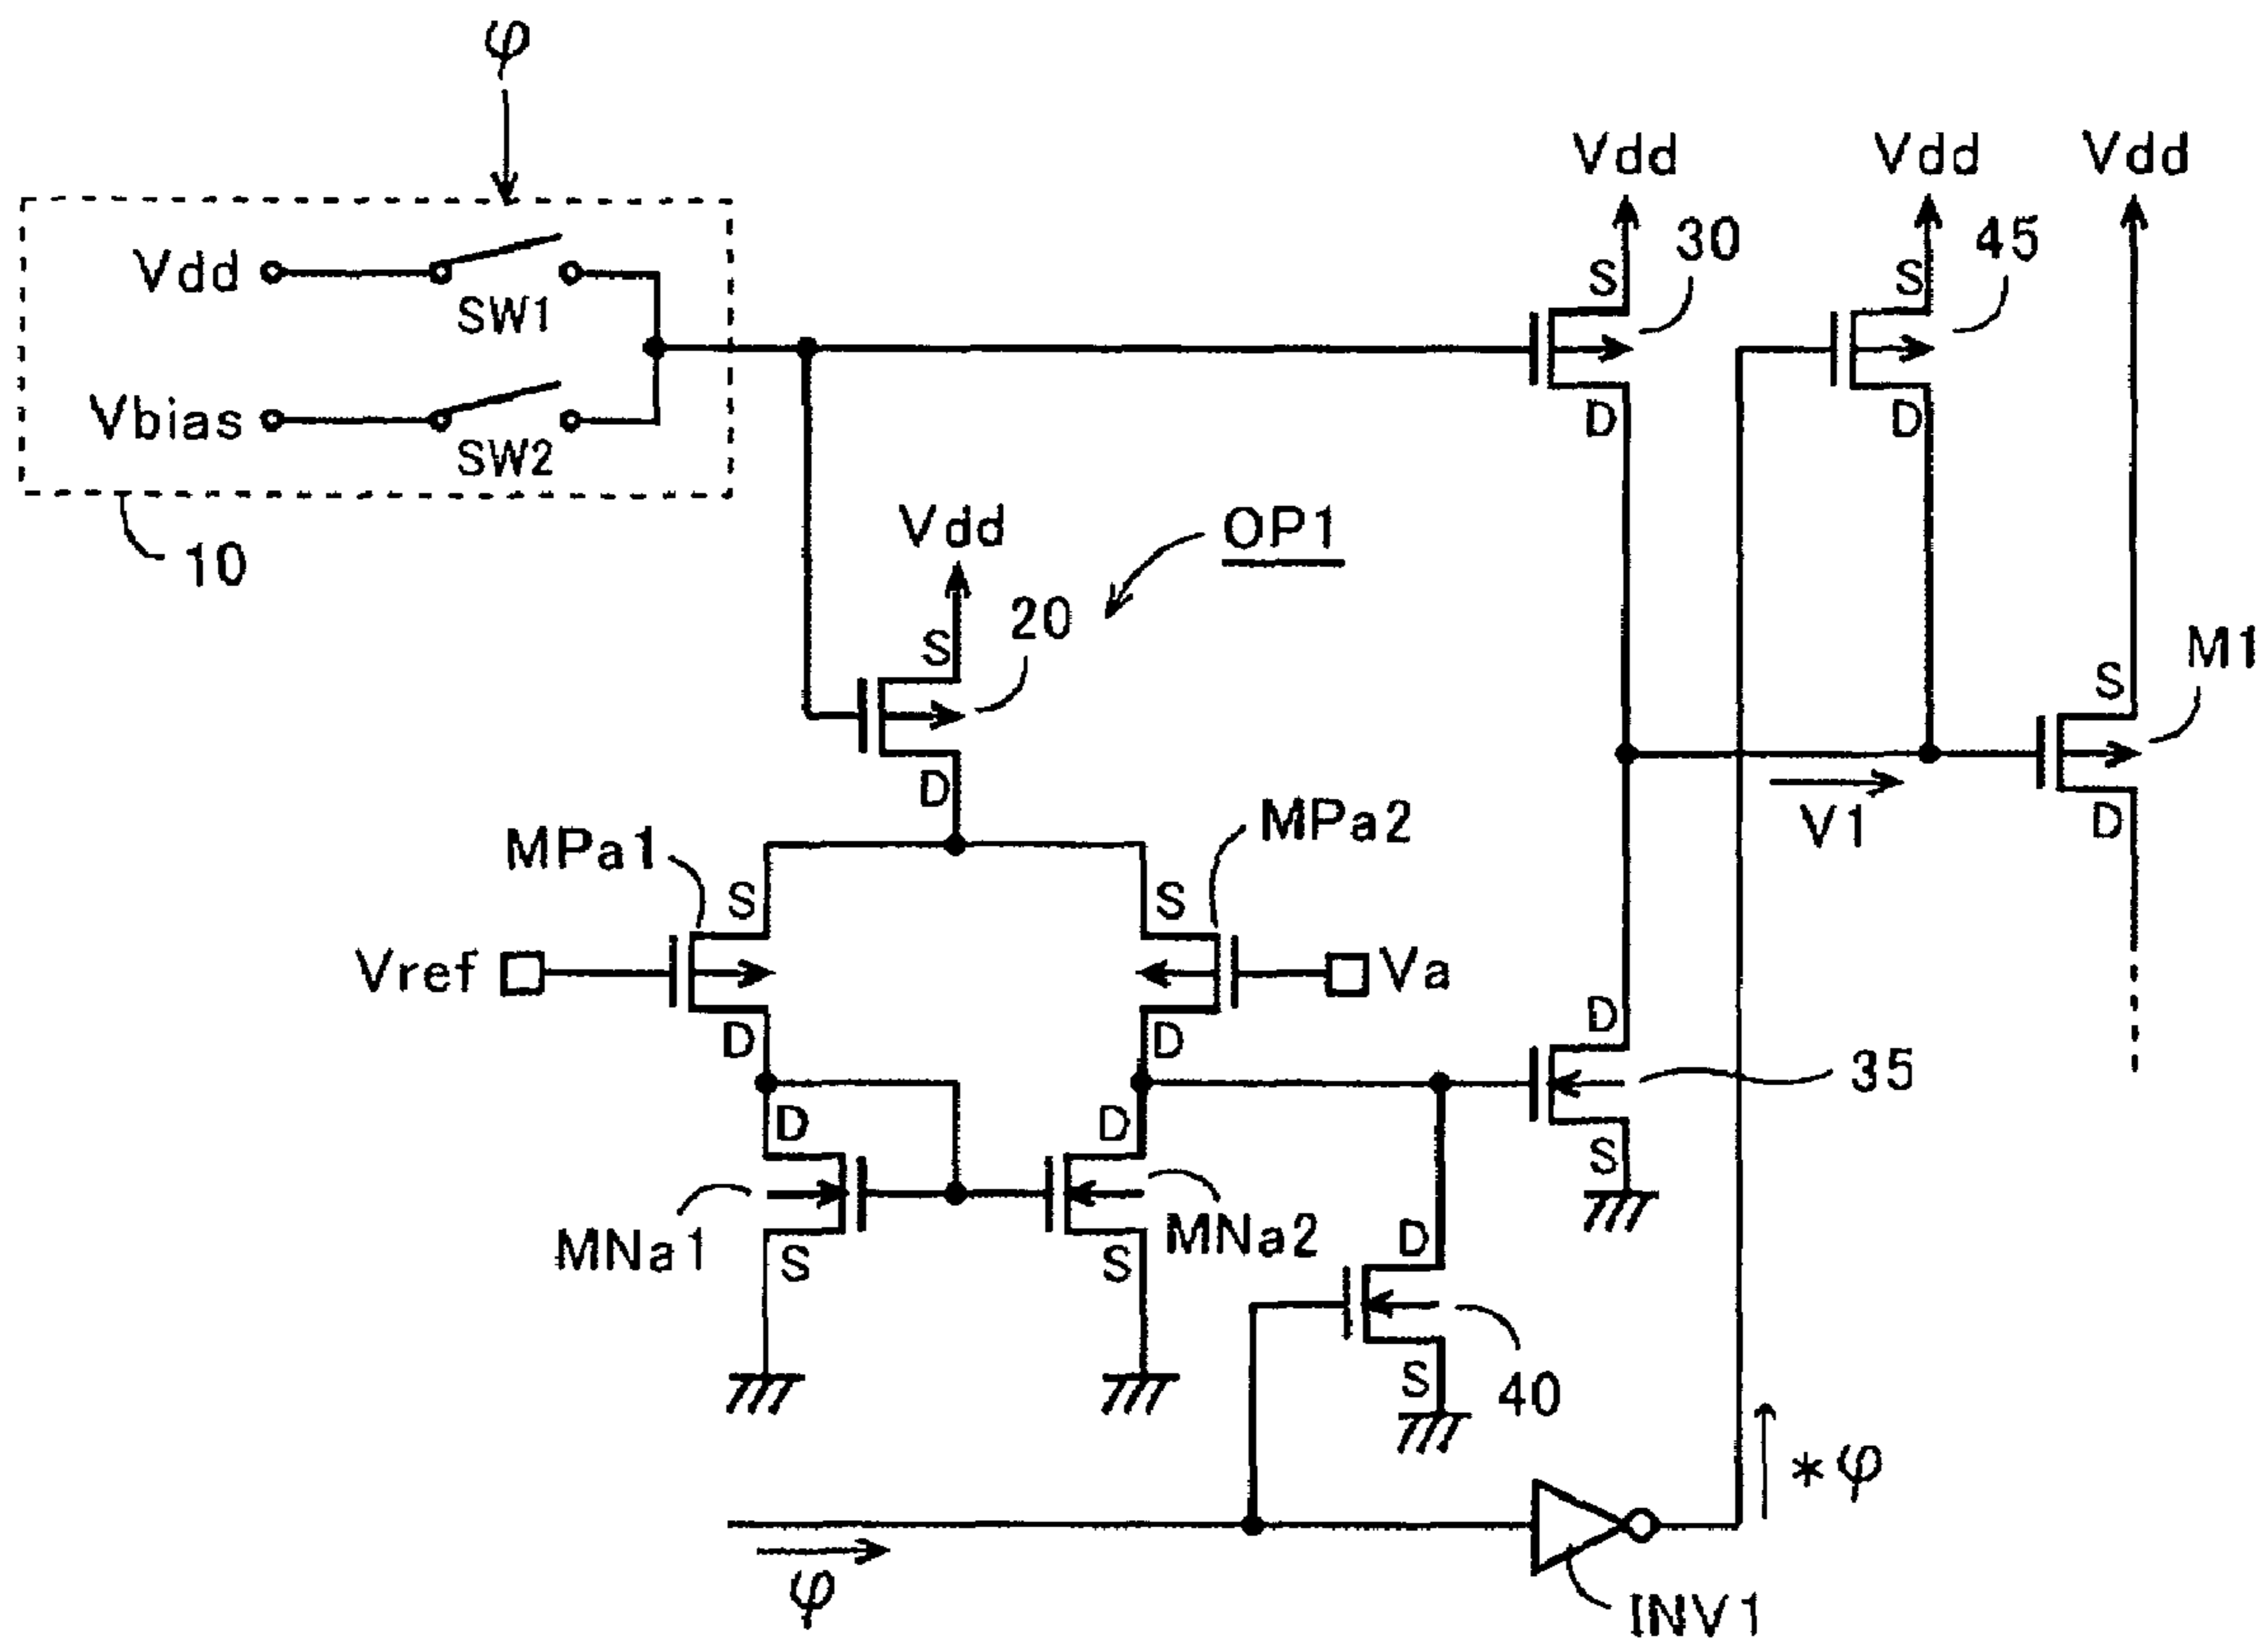 φ
Vdd Vdd Vdd
30 45
Vdd
SW1
S S
Vbias
SW2
D D
10
Vdd
OP1
20
S
M1
S
D
V1
D
MPa1
MPa2
S S
Vref
Va
D D
D
35
D D
S
MNa1
MNa2
S S
D
40
S
*φ
φ
INV1